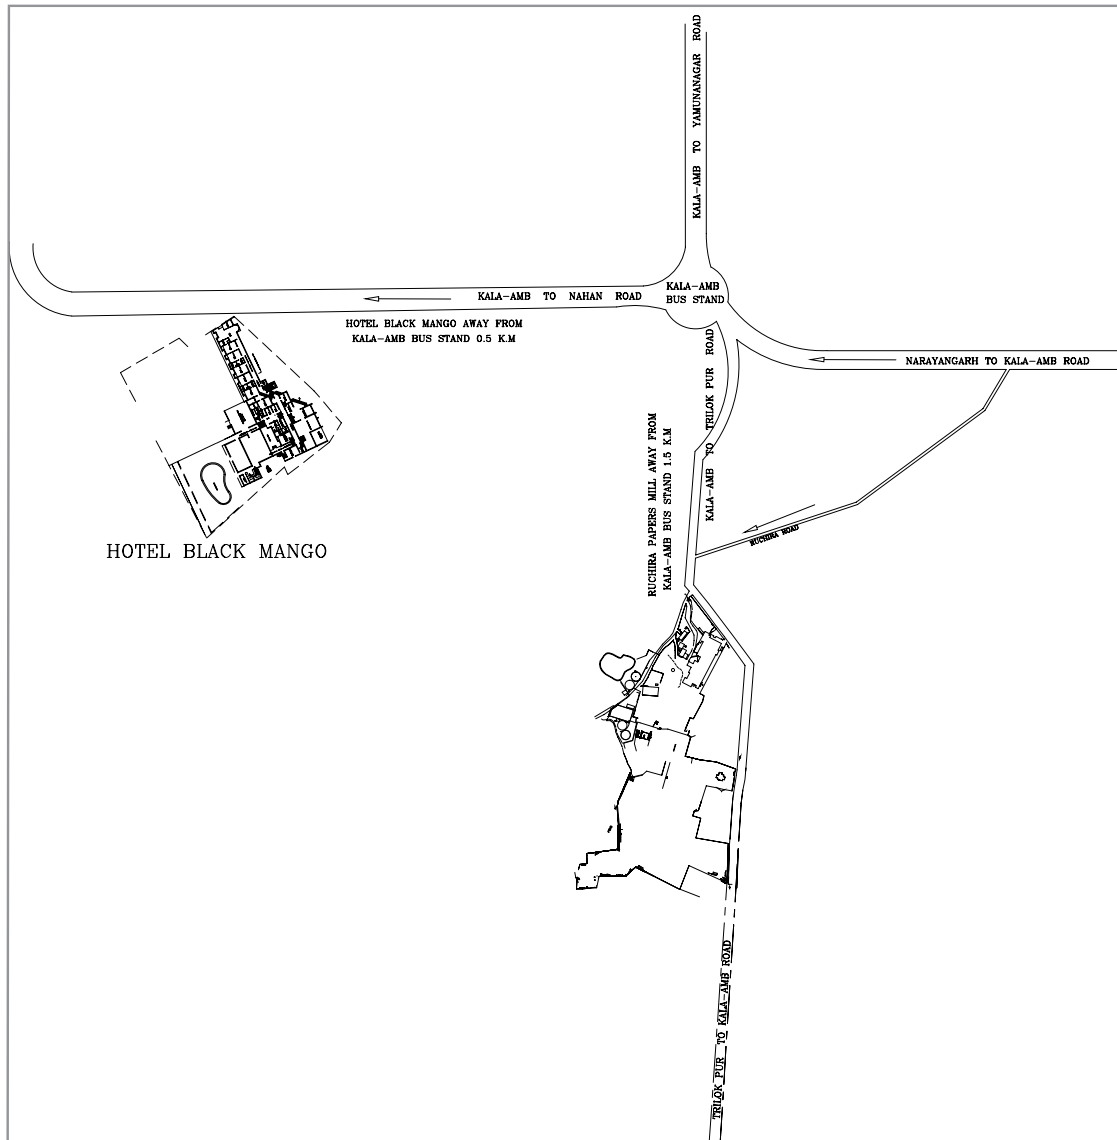 KALA-AMB TO YAMUNANAGAR ROAD
KALA-AMB
BUS STAND
KALA-AMB TO NAHAN ROAD
HOTEL BLACK MANGO AWAY FROM
KALA-AMB BUS STAND 0.5 K.M
NARAYANGARH TO KALA-AMB ROAD
KALA-AMB TO TRILOK PUR ROAD
RUCHIRA PAPERS MILL AWAY FROM
KALA-AMB BUS STAND 1.5 K.M
RUCHIRA ROAD
HOTEL BLACK MANGO
TRILOK PUR TO KALA-AMB ROAD